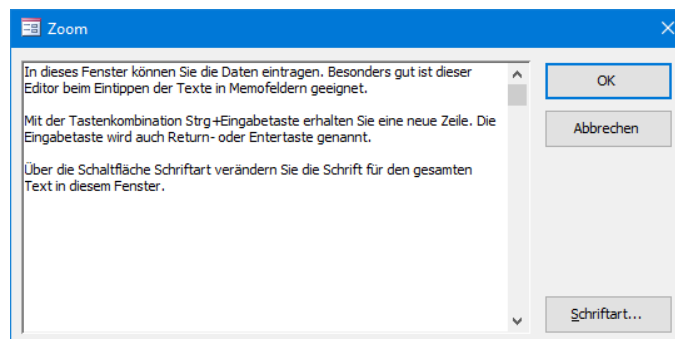 Zoom
In dieses Fenster können Sie die Daten eintragen. Besonders gut ist dieser
Editor beim Eintippen der Texte in Memofeldern geeignet.
Mit der Tastenkombination Strg+Eingabetaste erhalten Sie eine neue Zeile. Die
Eingabetaste wird auch Return- oder Entertaste genannt.
Über die Schaltfläche Schriftart verändern Sie die Schrift für den gesamten
Text in diesem Fenster.
OK
Abbrechen
Schriftart...